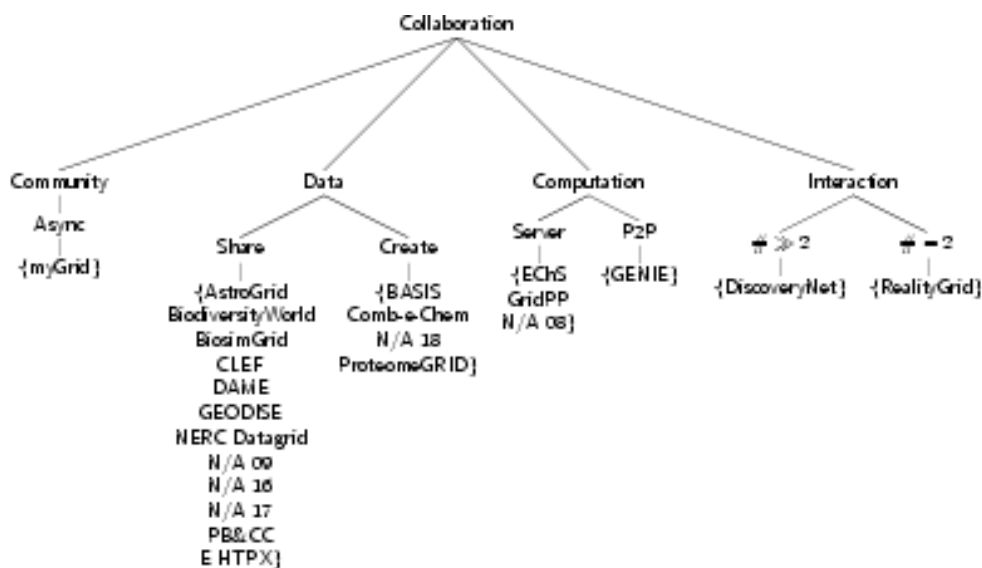 Collaboration
Community Data Computation Interaction
Async Share Create Server P2P # ≫ 2 # = 2
{myGrid} {AstroGrid {BASIS {EChS {GENIE} {DiscoveryNet} {RealityGrid}
BiodiversityWorld Comb-e-Chem GridPP
BiosimGrid N/A 18 N/A 08}
CLEF ProteomeGRID}
DAME
GEODISE
NERC Datagrid
N/A 09
N/A 16
N/A 17
PB&CC
E HTPX}